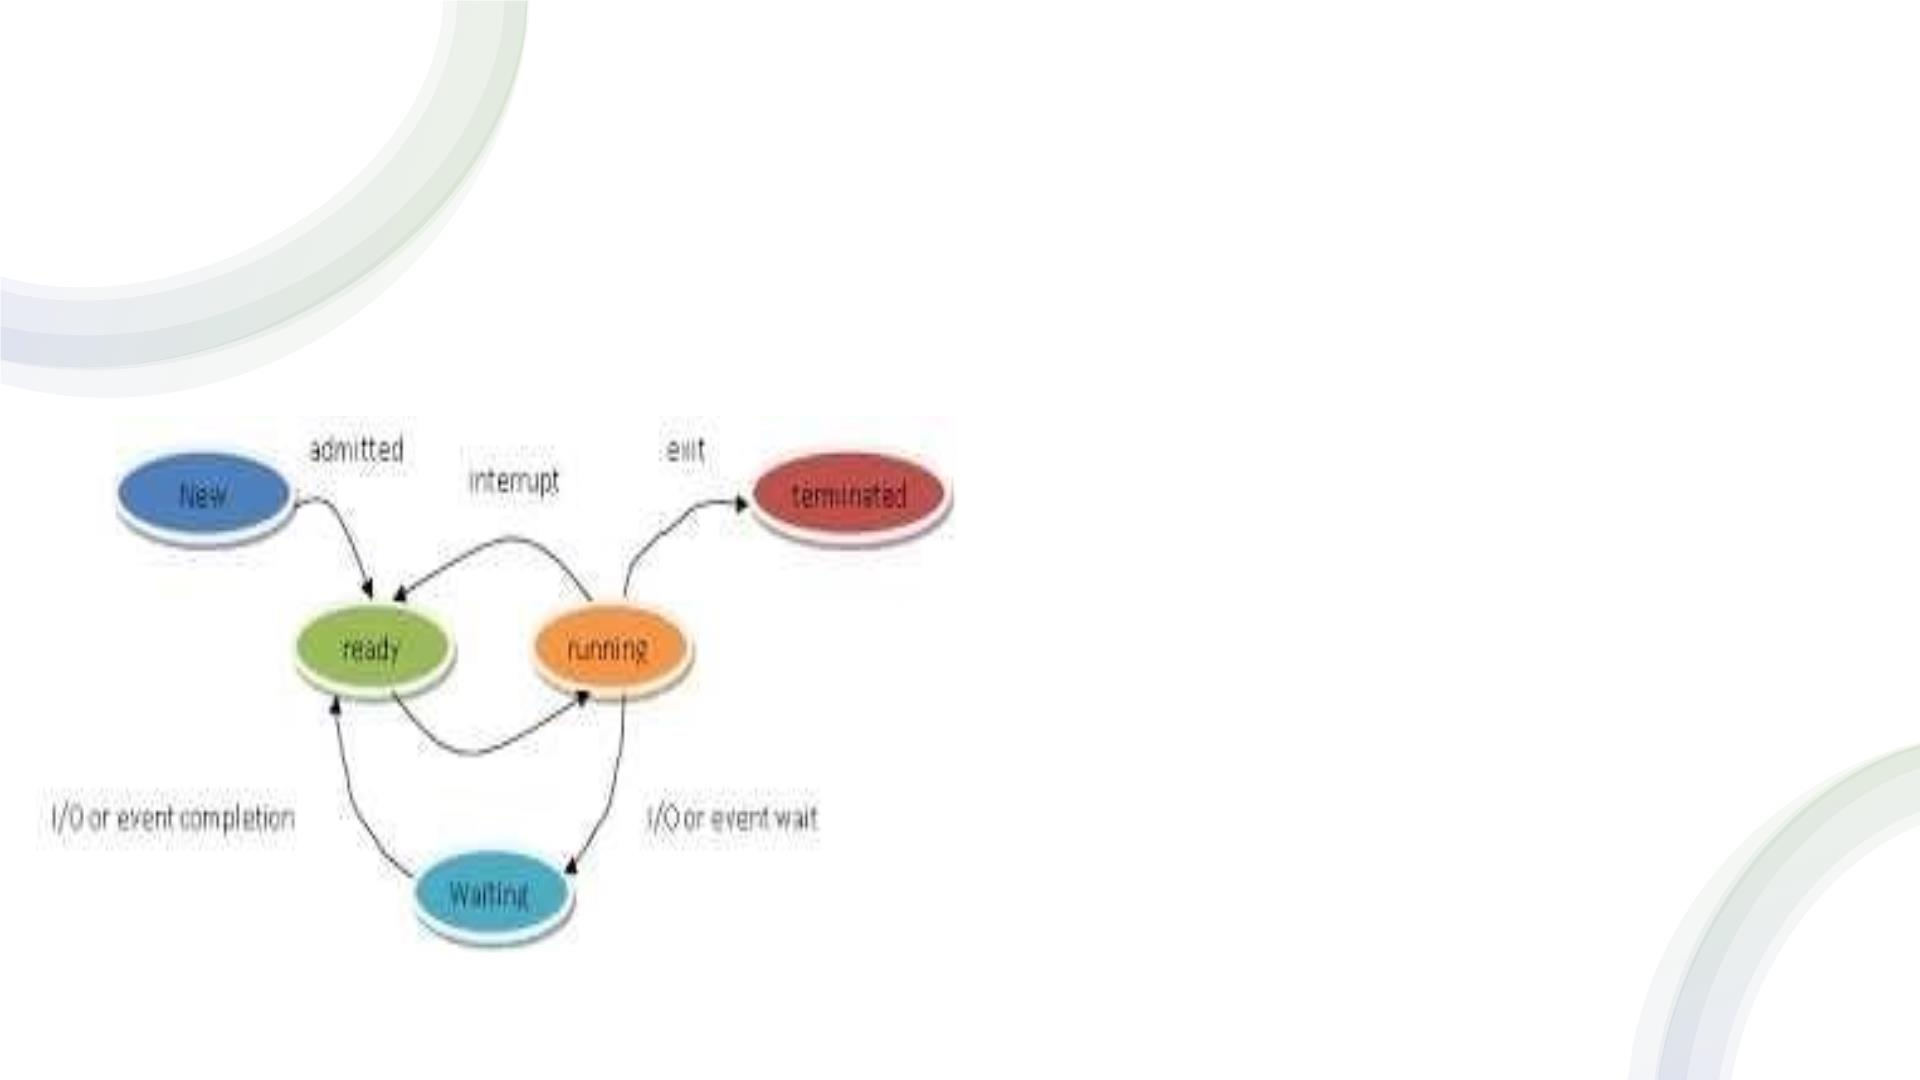 admitted
interrupt
exit
New
terminated
ready
running
I/O or event completion
I/O or event wait
Waiting